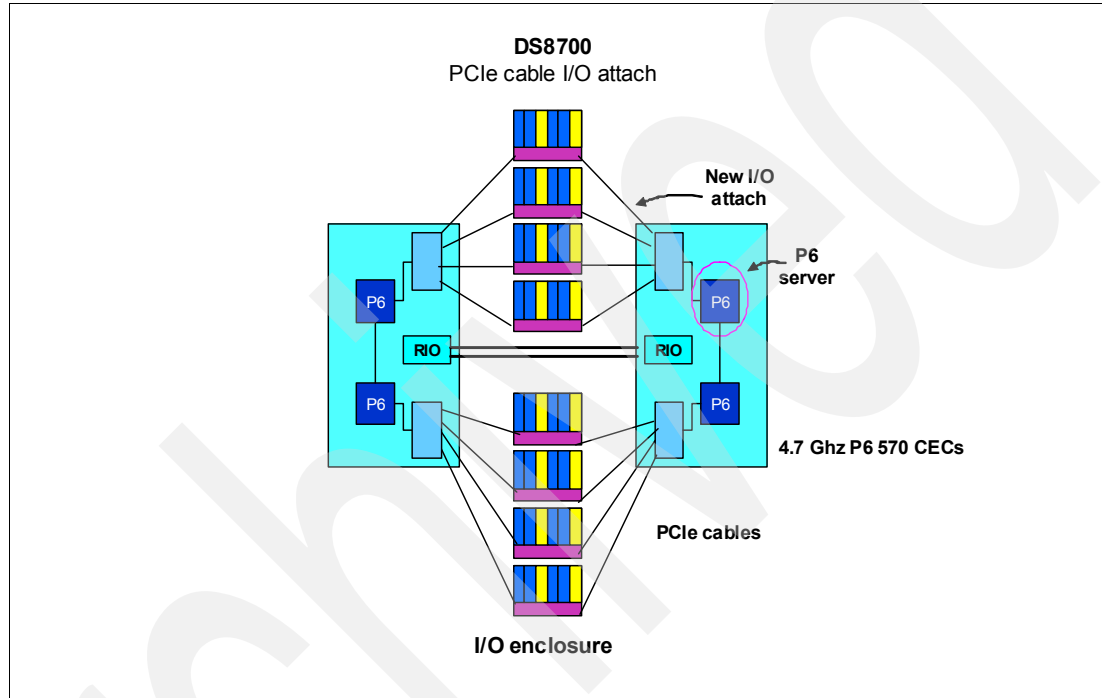 DS8700
PCIe cable I/O attach
New I/O
attach
P6
server
P6
P6
RIO
RIO
P6
P6
4.7 Ghz P6 570 CECs
PCIe cables
I/O enclosure